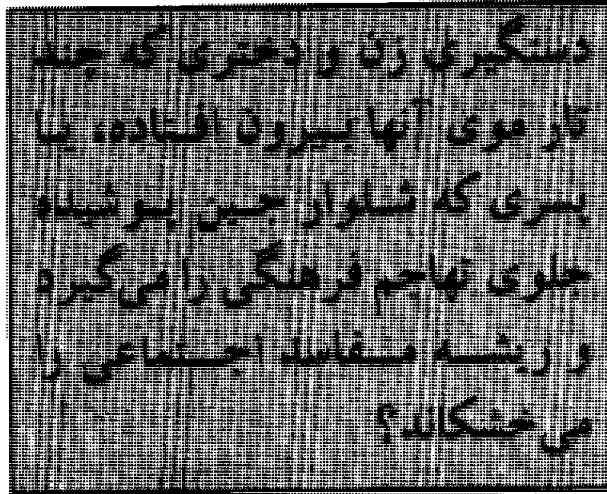 دستگیری زن و دختری که چند
تار موی آنها بیرون افتاده، یا
پسری که شلوار جین پوشیده
جلوی تهاجم فرهنگی را می‌گیرد
و ریشه مفاسد اجتماعی را
می‌خشکاند؟